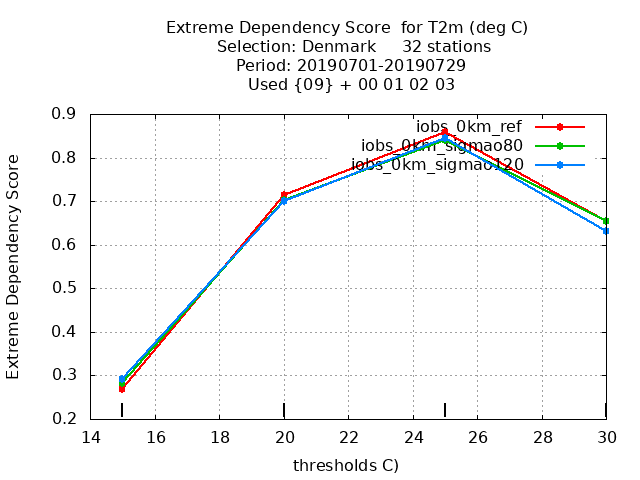 Extreme Dependency Score  for T2m (deg C)
Selection: Denmark     32 stations
Period: 20190701-20190729
Used {09} + 00 01 02 03
Extreme Dependency Score
0.9
0.8
0.7
0.6
0.5
0.4
0.3
0.2
iobs_0km_ref
iobs_0km_sigmao80
iobs_0km_sigmao120
14 16 18 20 22 24 26 28 30
thresholds C)